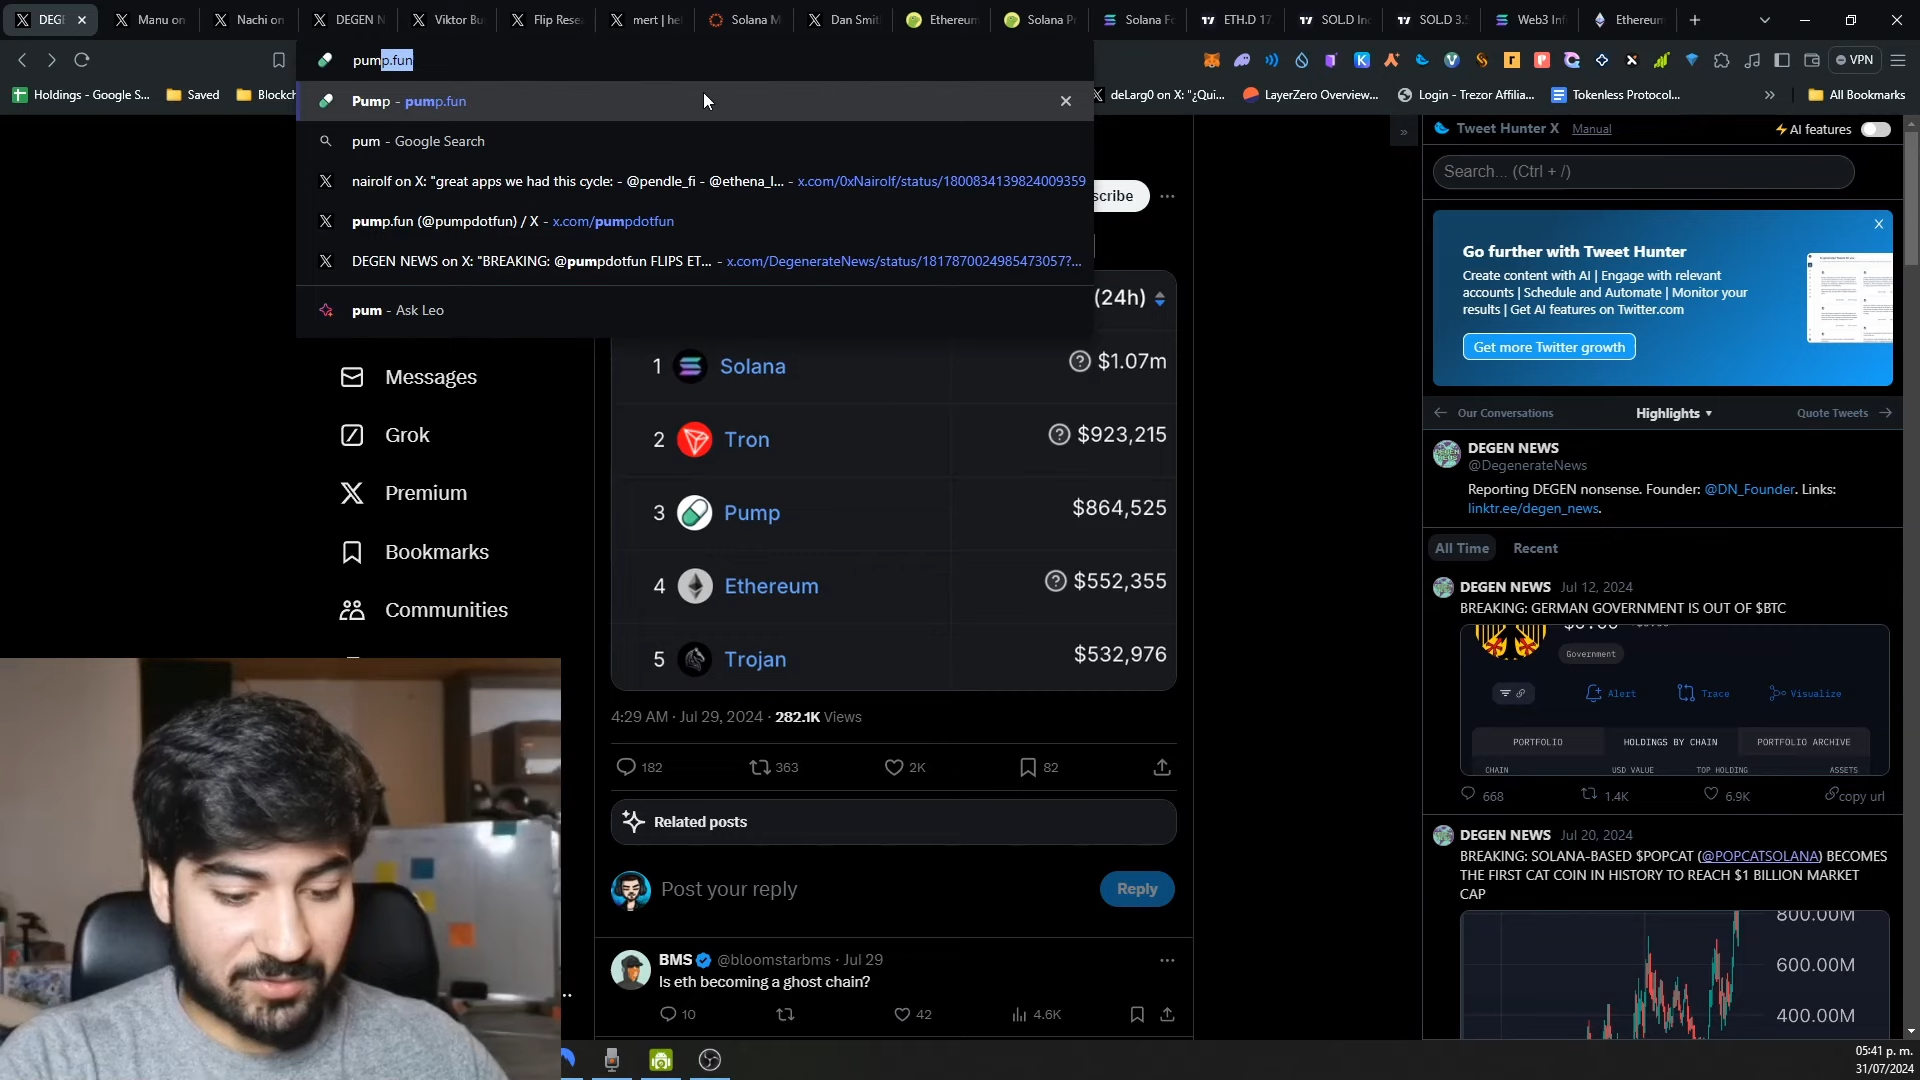 DEGE
Manu on
Nachi on
DEGEN N
Viktor Bu
Flip Rese
mert | he
Solana M
Dan Smit
Ethereum
Solana P
Solana Fe
ETH.D 17
SOL.D In
SOL.D 3.
Web3 Inf
Ethereum
pump.fun
VPN
Holdings - Google S...
Saved
Blockch
deLarg0 on X: "¿Qui...
LayerZero Overview...
Login - Trezor Affilia...
Tokenless Protocol...
All Bookmarks
Pump - pump.fun
pum - Google Search
nairolf on X: "great apps we had this cycle: - @pendle_fi - @ethena_l... - x.com/0xNairolf/status/1800834139824009359
pump.fun (@pumpdotfun) / X - x.com/pumpdotfun
DEGEN NEWS on X: "BREAKING: @pumpdotfun FLIPS ET... - x.com/DegenerateNews/status/1817870024985473057?...
pum - Ask Leo
Messages
Grok
Premium
Bookmarks
Communities
scribe
(24h)
1 Solana $1.07m
2 Tron $923,215
3 Pump $864,525
4 Ethereum $552,355
5 Trojan $532,976
4:29 AM · Jul 29, 2024 · 282.1K Views
182 363 2K 82
Related posts
Post your reply
Reply
BMS @bloomstarbms · Jul 29
Is eth becoming a ghost chain?
10 42 4.6K
Tweet Hunter X Manual
AI features
Search... (Ctrl + /)
Go further with Tweet Hunter
X
Create content with AI | Engage with relevant
accounts | Schedule and Automate | Monitor your
results | Get AI features on Twitter.com
Get more Twitter growth
Our Conversations
Highlights
Quote Tweets
DEGEN NEWS
@DegenerateNews
Reporting DEGEN nonsense. Founder: @DN_Founder. Links:
linktr.ee/degen_news.
All Time
Recent
DEGEN NEWS Jul 12, 2024
BREAKING: GERMAN GOVERNMENT IS OUT OF $BTC
Government
Alert
Trace
Visualize
PORTFOLIO
HOLDINGS BY CHAIN
PORTFOLIO ARCHIVE
CHAIN
USD VALUE
TOP HOLDING
ASSETS
668 1.4K 6.9K copy url
DEGEN NEWS Jul 20, 2024
BREAKING: SOLANA-BASED $POPCAT (@POPCATSOLANA) BECOMES
THE FIRST CAT COIN IN HISTORY TO REACH $1 BILLION MARKET
CAP
800.00M
600.00M
400.00M
05:41 p. m.
31/07/2024